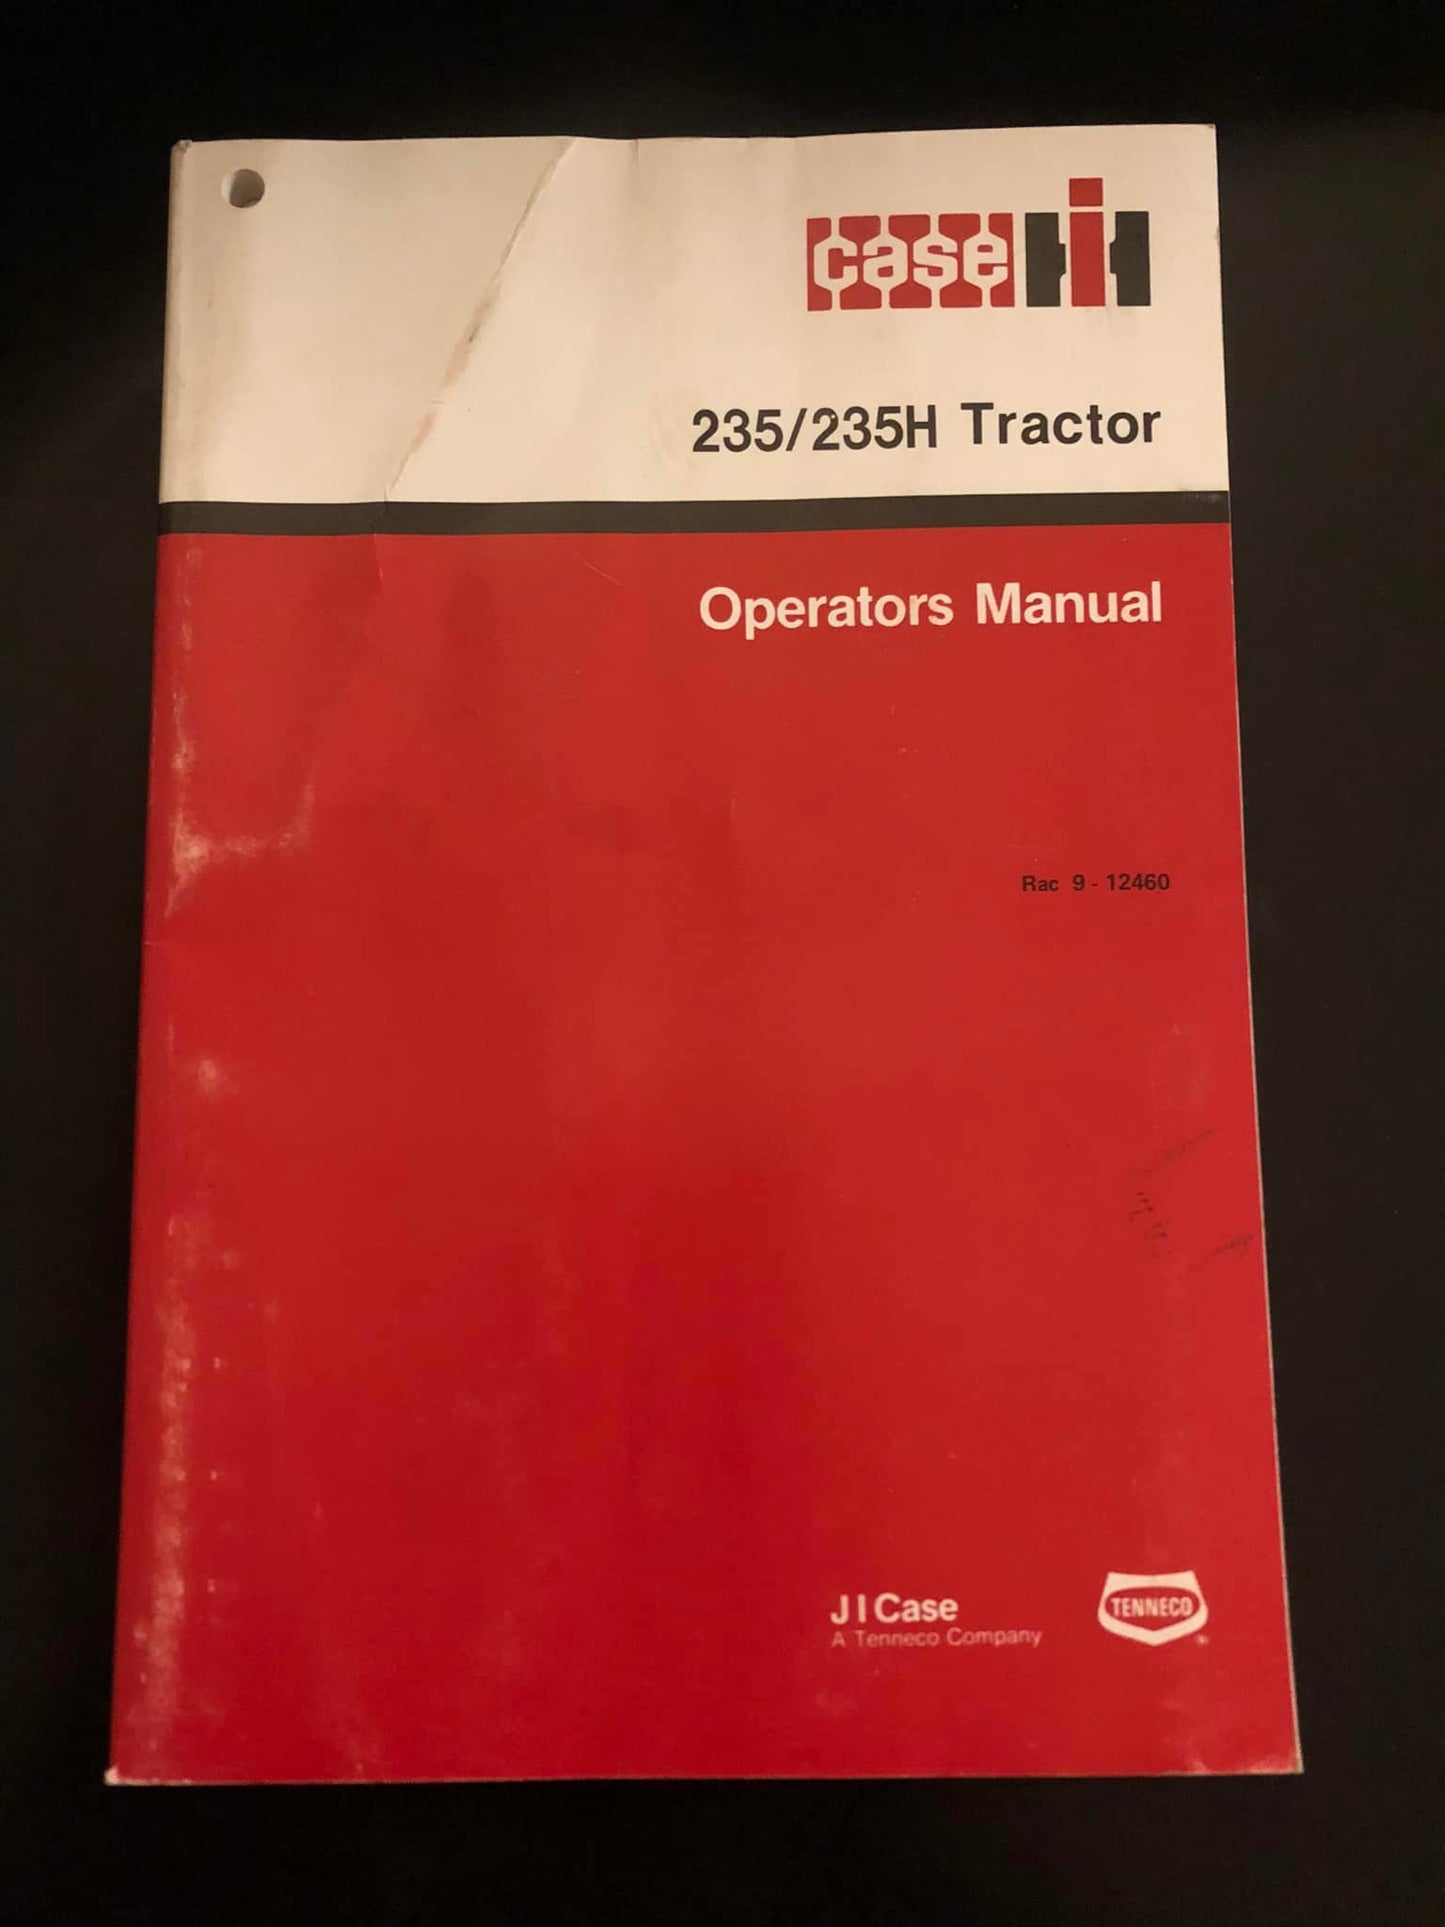 case IH
235/235H Tractor
Operators Manual
Rac 9-12460
J I Case
A Tenneco Company
TENNECO